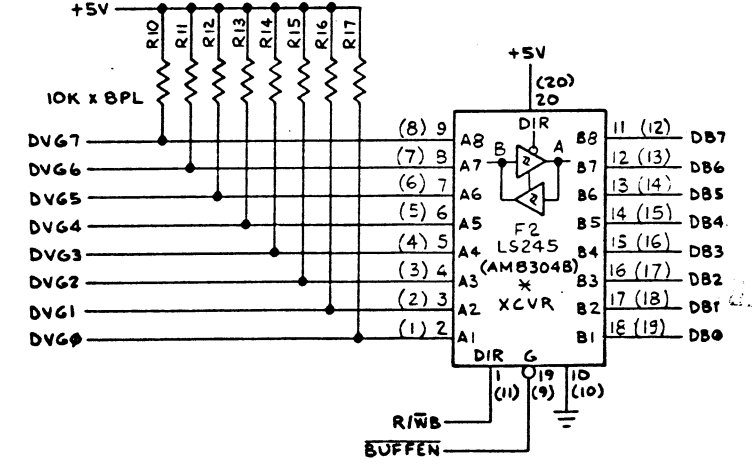 +5V
R10 R11 R12 R13 R14 R15 R16 R17
10K x 8PL
+5V
(20)
20
DVG7 (8) 9 A8 DIR B8 11 (12) DB7
DVG6 (7) 8 A7 B A B7 12 (13) DB6
DVG5 (6) 7 A6 B6 13 (14) DB5
DVG4 (5) 6 A5 B5 14 (15) DB4
F2
LS245
DVG3 (4) 5 A4 B4 15 (16) DB3
(AM8304B)
DVG2 (3) 4 A3 * B3 16 (17) DB2
DVG1 (2) 3 A2 XCVR B2 17 (18) DB1
DVG0 (1) 2 A1 B1 18 (19) DB0
DIR G
1 19 10
(11) (9) (10)
R/W̅B
B̅U̅F̅F̅E̅N̅